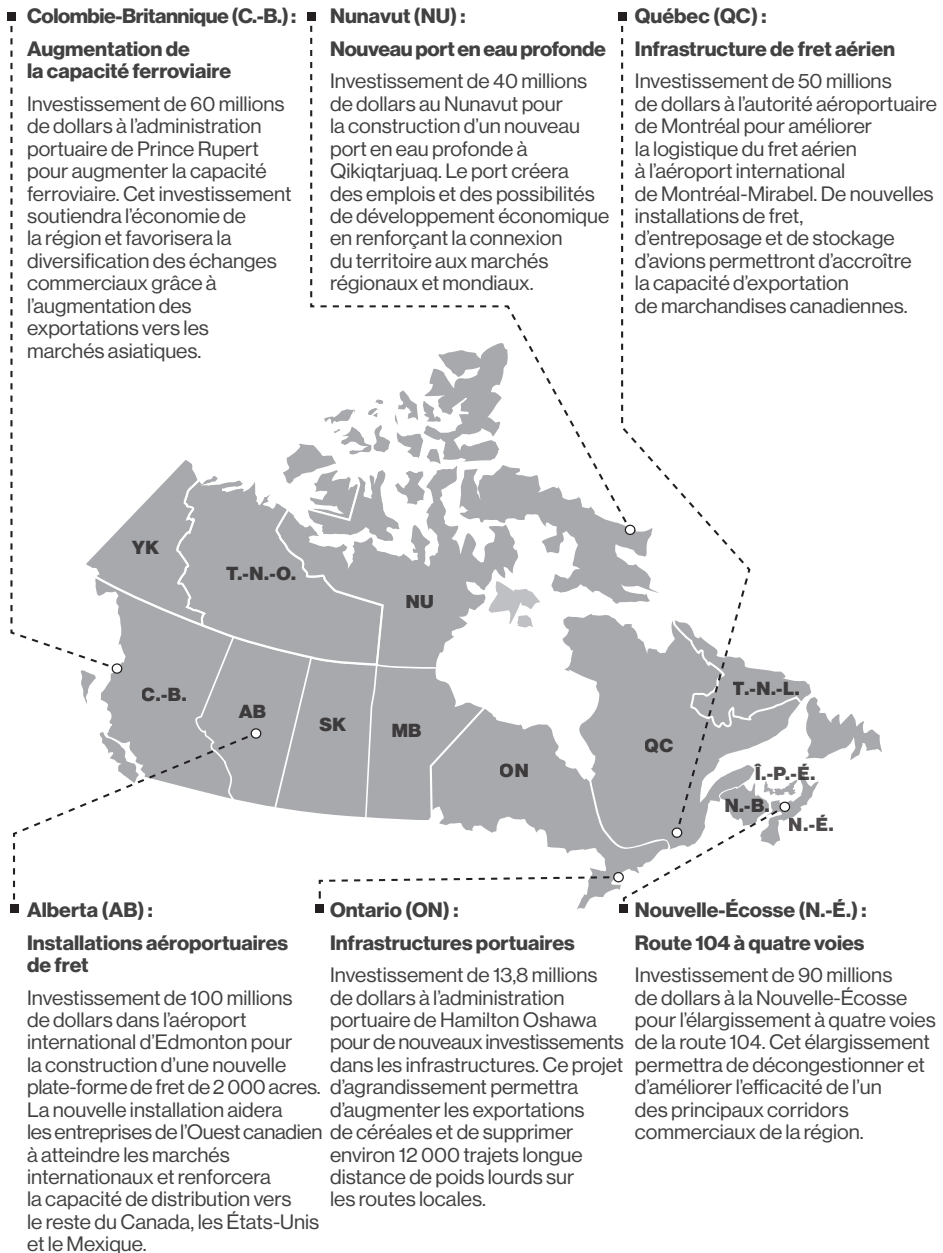 Colombie-Britannique (C.-B.) :
Augmentation de
la capacité ferroviaire
Investissement de 60 millions
de dollars à l'administration
portuaire de Prince Rupert
pour augmenter la capacité
ferroviaire. Cet investissement
soutiendra l'économie de
la région et favorisera la
diversification des échanges
commerciaux grâce à
l'augmentation des
exportations vers les
marchés asiatiques.
Nunavut (NU) :
Nouveau port en eau profonde
Investissement de 40 millions
de dollars au Nunavut pour
la construction d'un nouveau
port en eau profonde à
Qikiqtarjuaq. Le port créera
des emplois et des possibilités
de développement économique
en renforçant la connexion
du territoire aux marchés
régionaux et mondiaux.
Québec (QC) :
Infrastructure de fret aérien
Investissement de 50 millions
de dollars à l'autorité aéroportuaire
de Montréal pour améliorer
la logistique du fret aérien
à l'aéroport international
de Montréal-Mirabel. De nouvelles
installations de fret,
d'entreposage et de stockage
d'avions permettront d'accroître
la capacité d'exportation
de marchandises canadiennes.
YK
T.-N.-O.
NU
C.-B.
AB
SK
MB
ON
QC
T.-N.-L.
Î.-P.-É.
N.-B.
N.-É.
Alberta (AB) :
Installations aéroportuaires
de fret
Investissement de 100 millions
de dollars dans l'aéroport
international d'Edmonton pour
la construction d'une nouvelle
plate-forme de fret de 2 000 acres.
La nouvelle installation aidera
les entreprises de l'Ouest canadien
à atteindre les marchés
internationaux et renforcera
la capacité de distribution vers
le reste du Canada, les États-Unis
et le Mexique.
Ontario (ON) :
Infrastructures portuaires
Investissement de 13,8 millions
de dollars à l'administration
portuaire de Hamilton Oshawa
pour de nouveaux investissements
dans les infrastructures. Ce projet
d'agrandissement permettra
d'augmenter les exportations
de céréales et de supprimer
environ 12 000 trajets longue
distance de poids lourds sur
les routes locales.
Nouvelle-Écosse (N.-É.) :
Route 104 à quatre voies
Investissement de 90 millions
de dollars à la Nouvelle-Écosse
pour l'élargissement à quatre voies
de la route 104. Cet élargissement
permettra de décongestionner et
d'améliorer l'efficacité de l'un
des principaux corridors
commerciaux de la région.